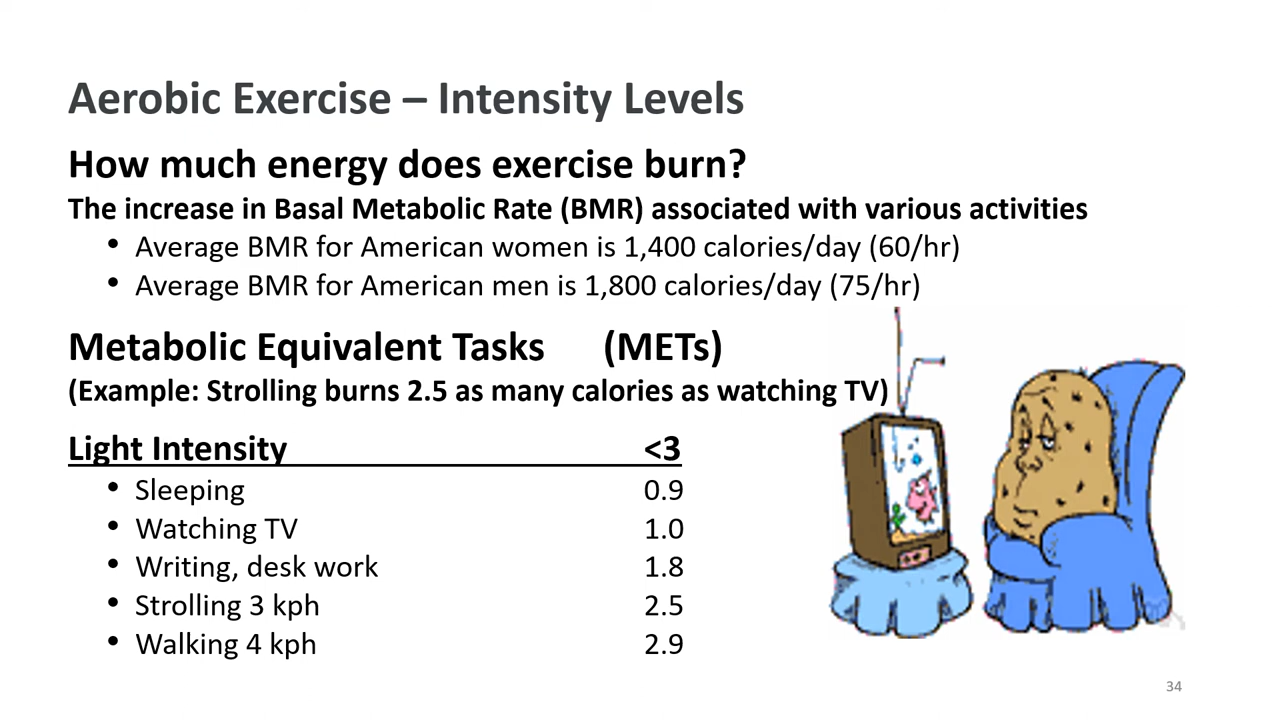 Aerobic Exercise – Intensity Levels
How much energy does exercise burn?
The increase in Basal Metabolic Rate (BMR) associated with various activities
• Average BMR for American women is 1,400 calories/day (60/hr)
• Average BMR for American men is 1,800 calories/day (75/hr)
Metabolic Equivalent Tasks (METs)
(Example: Strolling burns 2.5 as many calories as watching TV)
Light Intensity <3
• Sleeping 0.9
• Watching TV 1.0
• Writing, desk work 1.8
• Strolling 3 kph 2.5
• Walking 4 kph 2.9
34